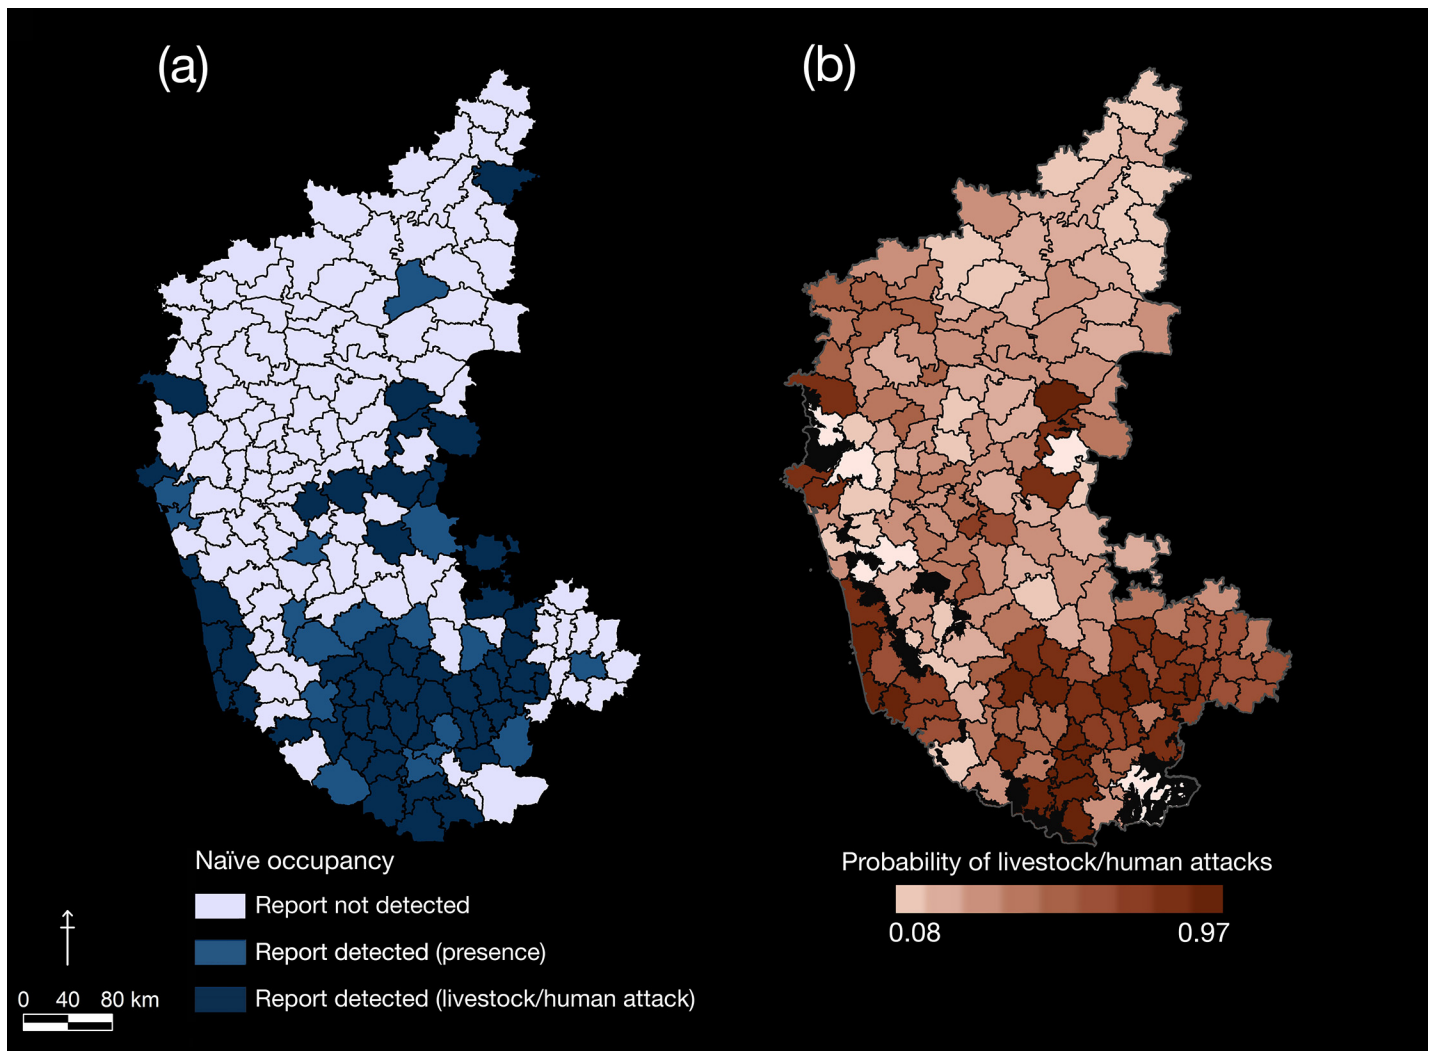 (a)
(b)
Naïve occupancy
Report not detected
Report detected (presence)
Report detected (livestock/human attack)
0 40 80 km
Probability of livestock/human attacks
0.08 0.97